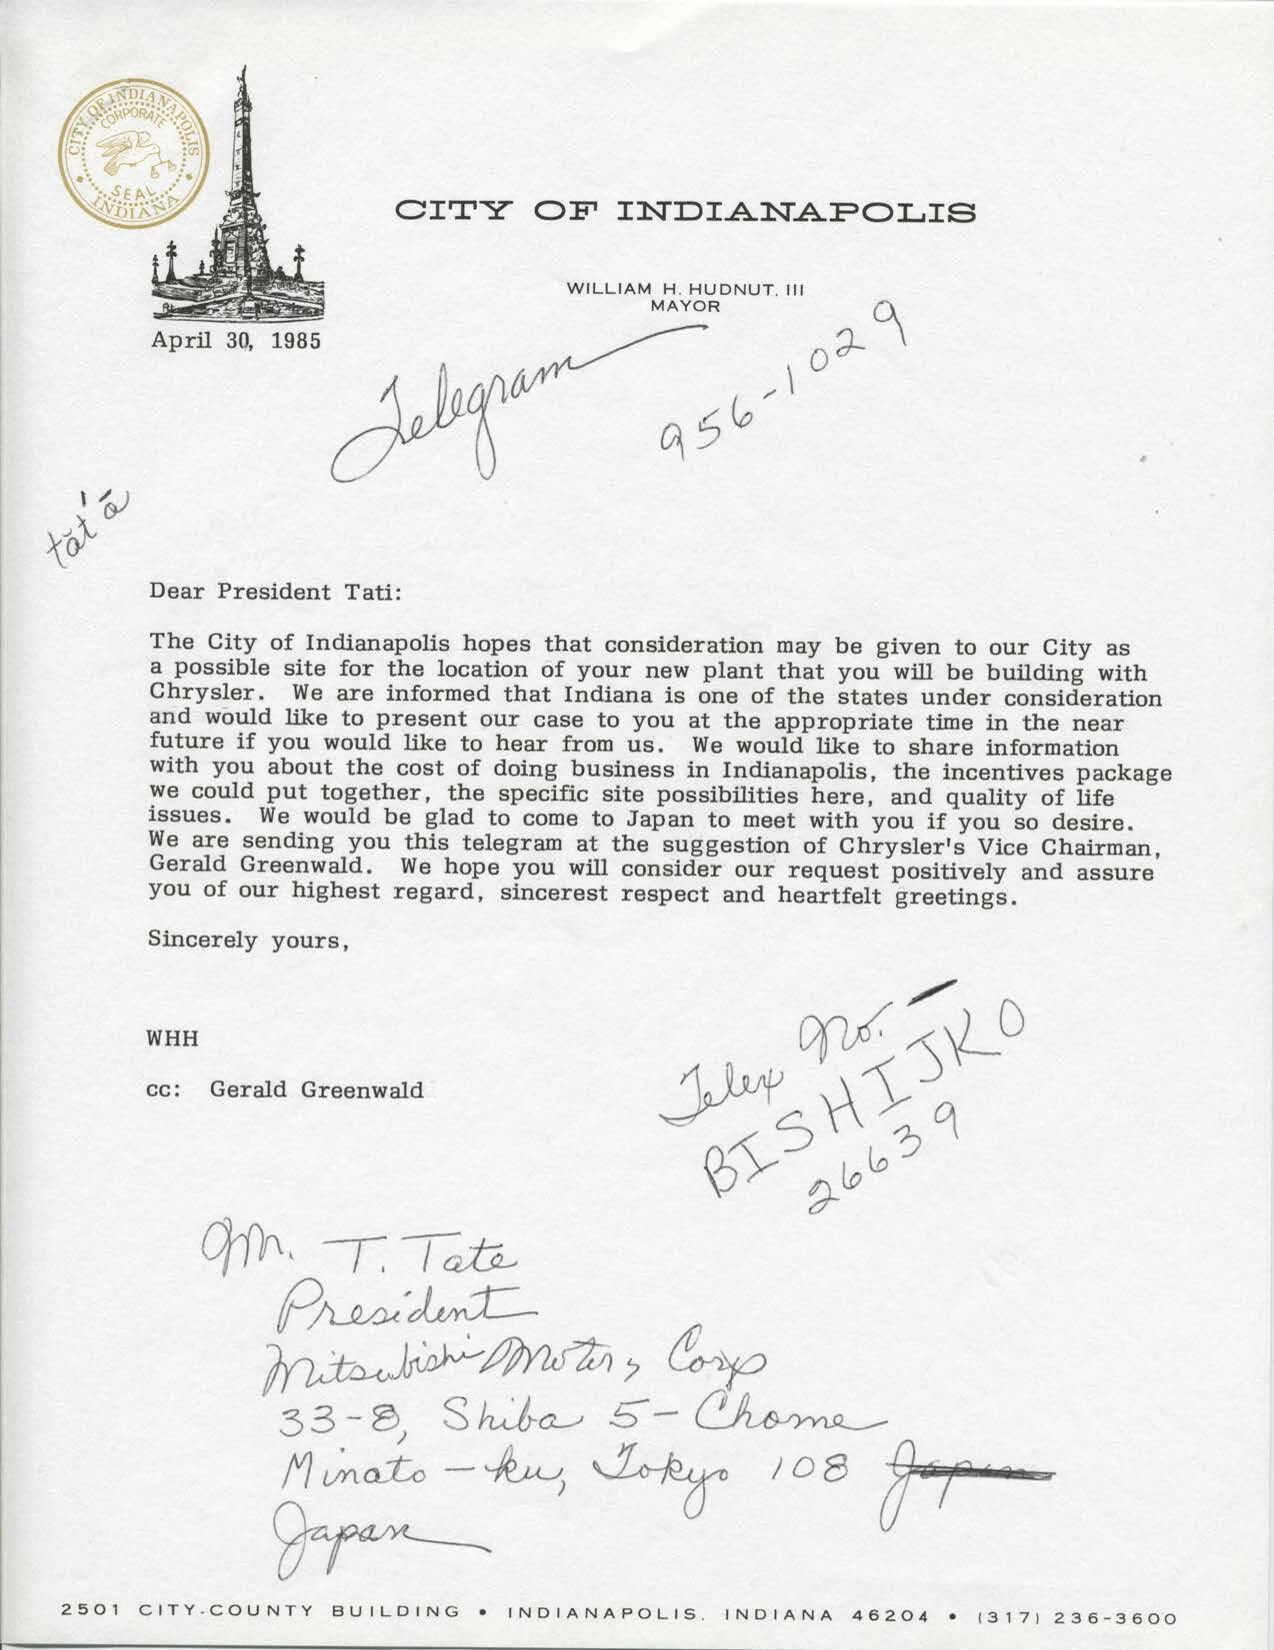 CITY OF INDIANAPOLIS
CORPORATE
SEAL
INDIANA
CITY OF INDIANAPOLIS
WILLIAM H. HUDNUT, III
MAYOR
April 30, 1985
Telegram
956-1029
tăt'ā
Dear President Tati:
The City of Indianapolis hopes that consideration may be given to our City as
a possible site for the location of your new plant that you will be building with
Chrysler. We are informed that Indiana is one of the states under consideration
and would like to present our case to you at the appropriate time in the near
future if you would like to hear from us. We would like to share information
with you about the cost of doing business in Indianapolis, the incentives package
we could put together, the specific site possibilities here, and quality of life
issues. We would be glad to come to Japan to meet with you if you so desire.
We are sending you this telegram at the suggestion of Chrysler's Vice Chairman,
Gerald Greenwald. We hope you will consider our request positively and assure
you of our highest regard, sincerest respect and heartfelt greetings.
Sincerely yours,
WHH
cc: Gerald Greenwald
Telex No. -
BISHIJKO
26639
Mr. T. Tate
President
Mitsubishi Motors Corp
33-8, Shiba 5-Chome
Minato-ku, Tokyo 108 Japan
Japan
2501 CITY-COUNTY BUILDING • INDIANAPOLIS, INDIANA 46204 • (317) 236-3600